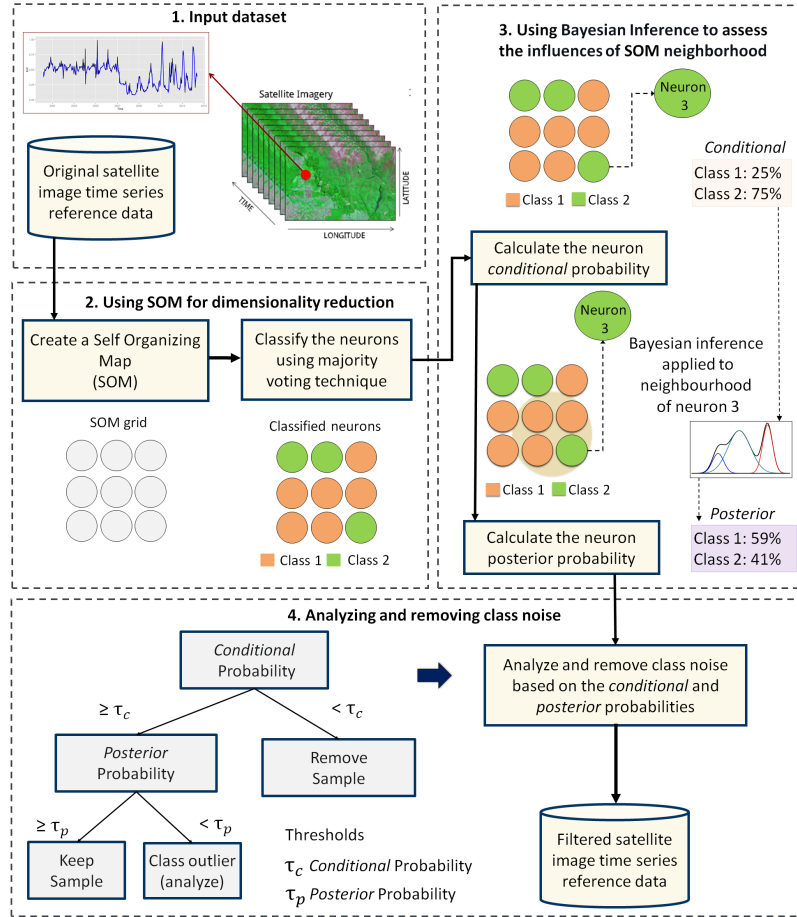 1. Input dataset
Satellite Imagery
TIME
LONGITUDE
LATITUDE
Original satellite
image time series
reference data
2. Using SOM for dimensionality reduction
Create a Self Organizing
Map
(SOM)
Classify the neurons
using majority
voting technique
SOM grid
Classified neurons
Class 1
Class 2
3. Using Bayesian Inference to assess
the influences of SOM neighborhood
Neuron
3
Class 1
Class 2
Conditional
Class 1: 25%
Class 2: 75%
Calculate the neuron
conditional probability
Neuron
3
Bayesian inference
applied to
neighbourhood
of neuron 3
Class 1
Class 2
Posterior
Class 1: 59%
Class 2: 41%
Calculate the neuron
posterior probability
4. Analyzing and removing class noise
Conditional
Probability
≥ τc
< τc
Posterior
Probability
Remove
Sample
≥ τp
< τp
Keep
Sample
Class outlier
(analyze)
Thresholds
τc Conditional Probability
τp Posterior Probability
Analyze and remove class noise
based on the conditional and
posterior probabilities
Filtered satellite
image time series
reference data